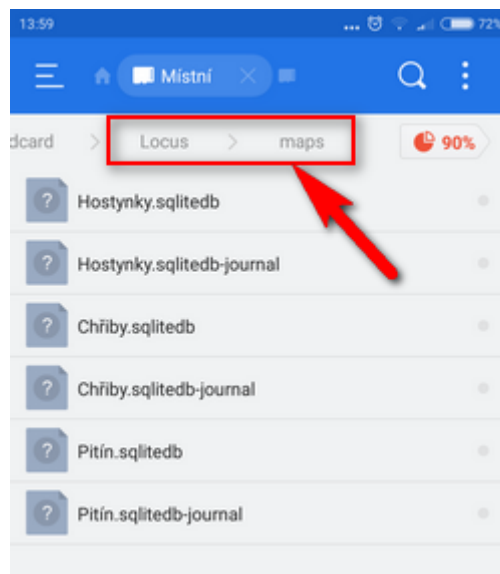 13:59 ... 72%
Místní
dcard > Locus > maps 90%
Hostynky.sqlitedb
Hostynky.sqlitedb-journal
Chřiby.sqlitedb
Chřiby.sqlitedb-journal
Pitín.sqlitedb
Pitín.sqlitedb-journal